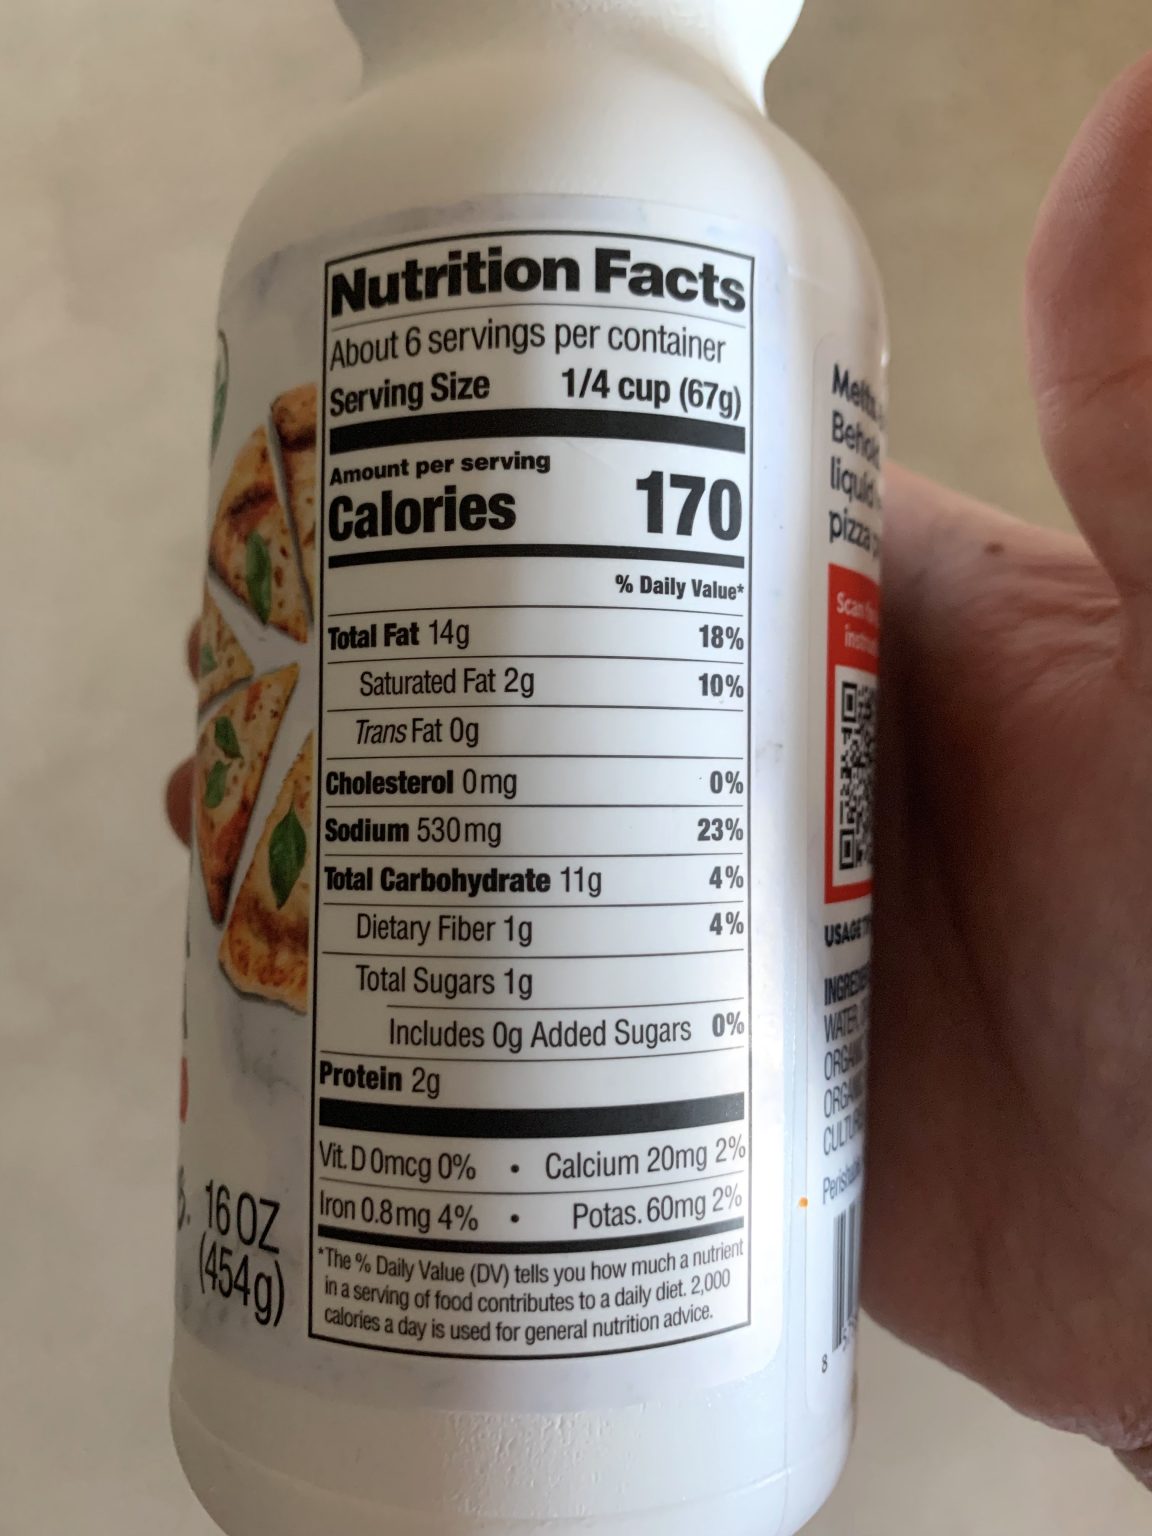 Nutrition Facts
About 6 servings per container
Serving Size 1/4 cup (67g)
Amount per serving
Calories 170
% Daily Value*
Total Fat 14g 18%
Saturated Fat 2g 10%
Trans Fat 0g
Cholesterol 0mg 0%
Sodium 530mg 23%
Total Carbohydrate 11g 4%
Dietary Fiber 1g 4%
Total Sugars 1g
Includes 0g Added Sugars 0%
Protein 2g
Vit. D 0mcg 0% • Calcium 20mg 2%
Iron 0.8mg 4% • Potas. 60mg 2%
*The % Daily Value (DV) tells you how much a nutrient
in a serving of food contributes to a daily diet. 2,000
calories a day is used for general nutrition advice.
16 OZ
(454g)
liquid
pizza
Scan
WATER,
8